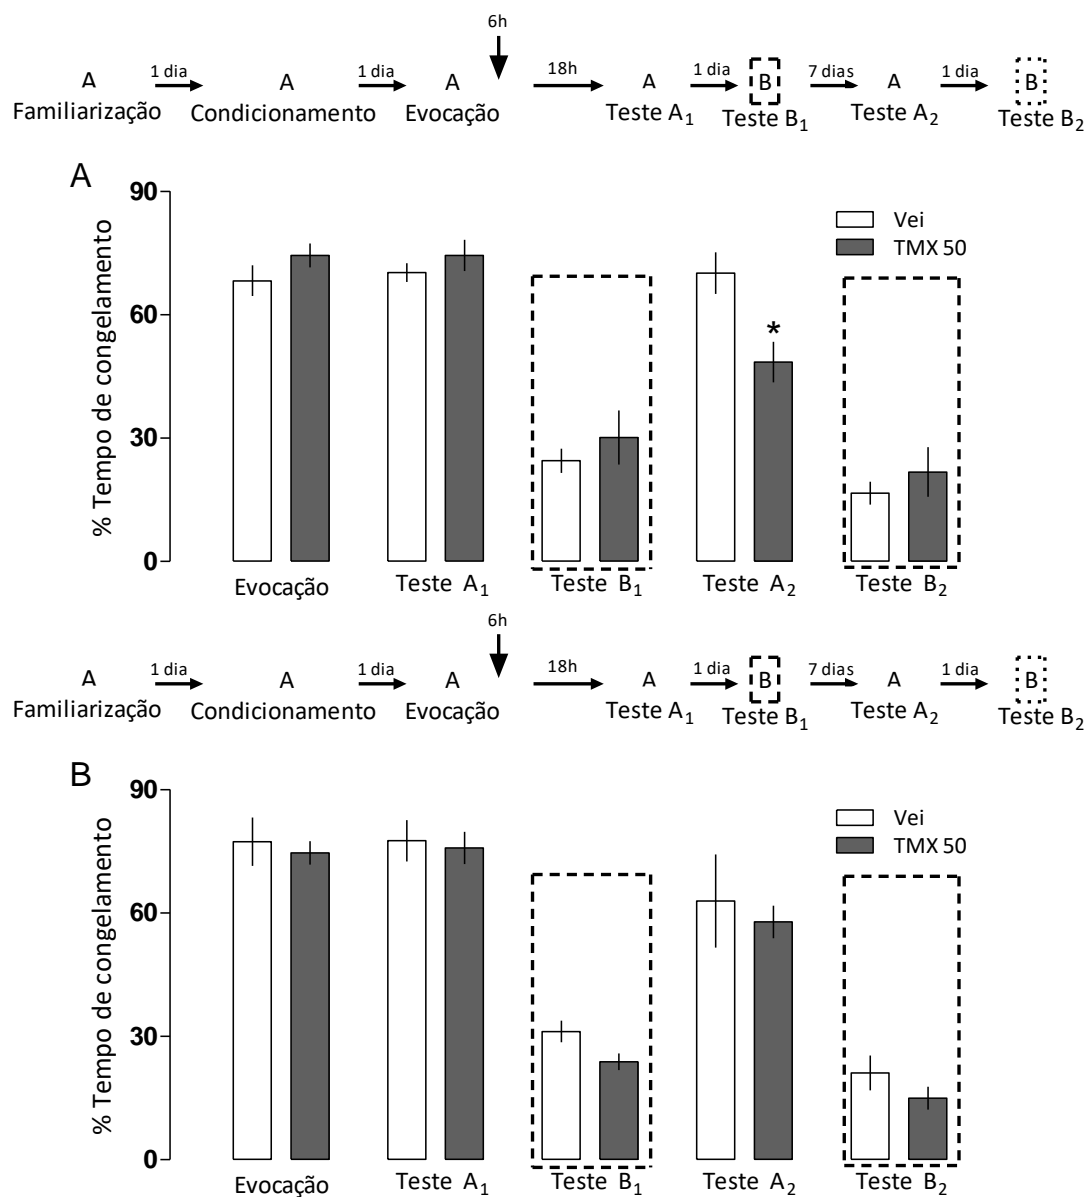 6h
1 dia 1 dia 18h 1 dia 7 dias 1 dia
A A A A B A B
Familiarização Condicionamento Evocação Teste A1 Teste B1 Teste A2 Teste B2
A
% Tempo de congelamento
90
60
30
0
Vei
TMX 50
*
Evocação Teste A1 Teste B1 Teste A2 Teste B2
6h
1 dia 1 dia 18h 1 dia 7 dias 1 dia
A A A A B A B
Familiarização Condicionamento Evocação Teste A1 Teste B1 Teste A2 Teste B2
B
% Tempo de congelamento
90
60
30
0
Vei
TMX 50
Evocação Teste A1 Teste B1 Teste A2 Teste B2